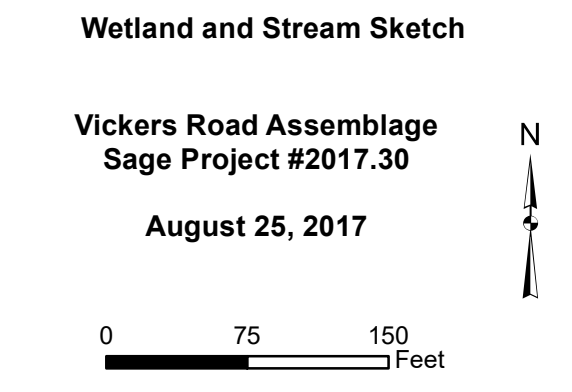 Wetland and Stream Sketch
Vickers Road Assemblage
Sage Project #2017.30
August 25, 2017
N
0 75 150
Feet